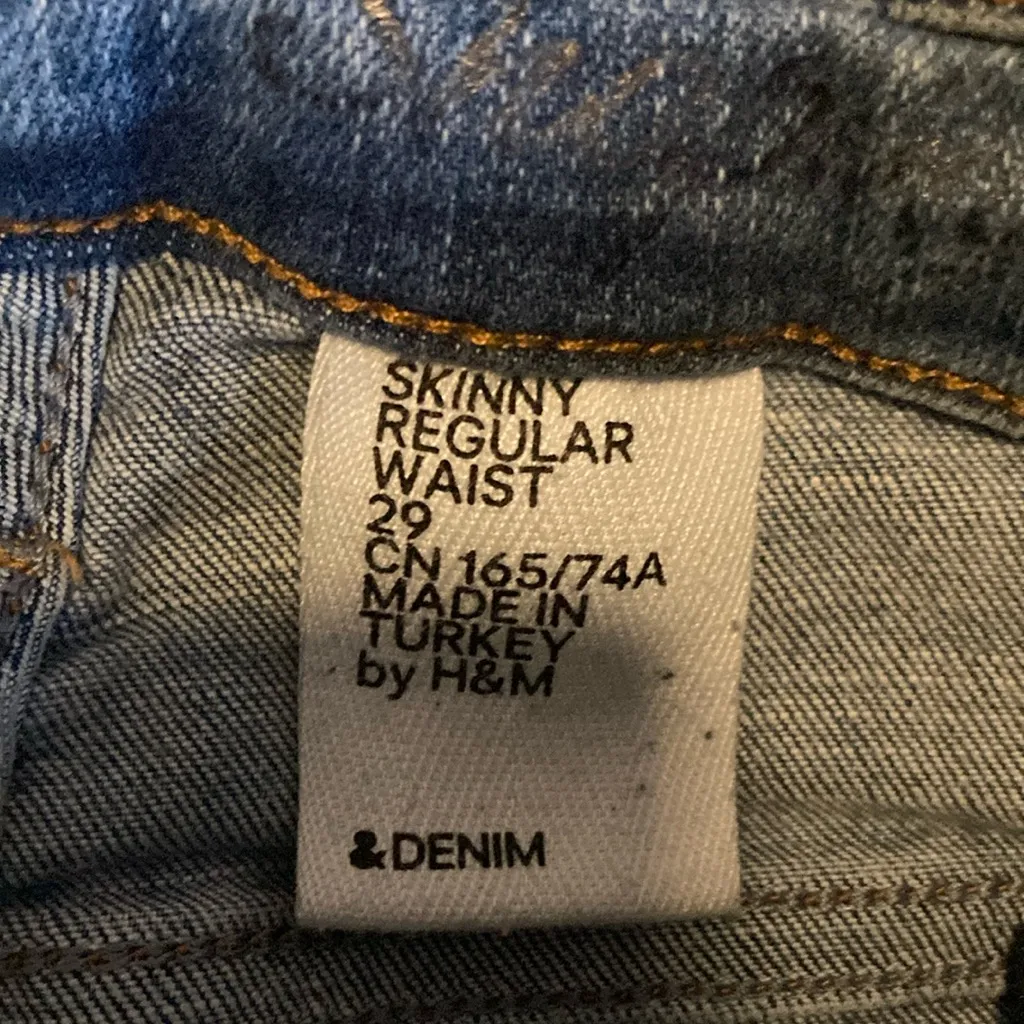 SKINNY
REGULAR
WAIST
29
CN 165/74A
MADE IN
TURKEY
by H&M
&DENIM